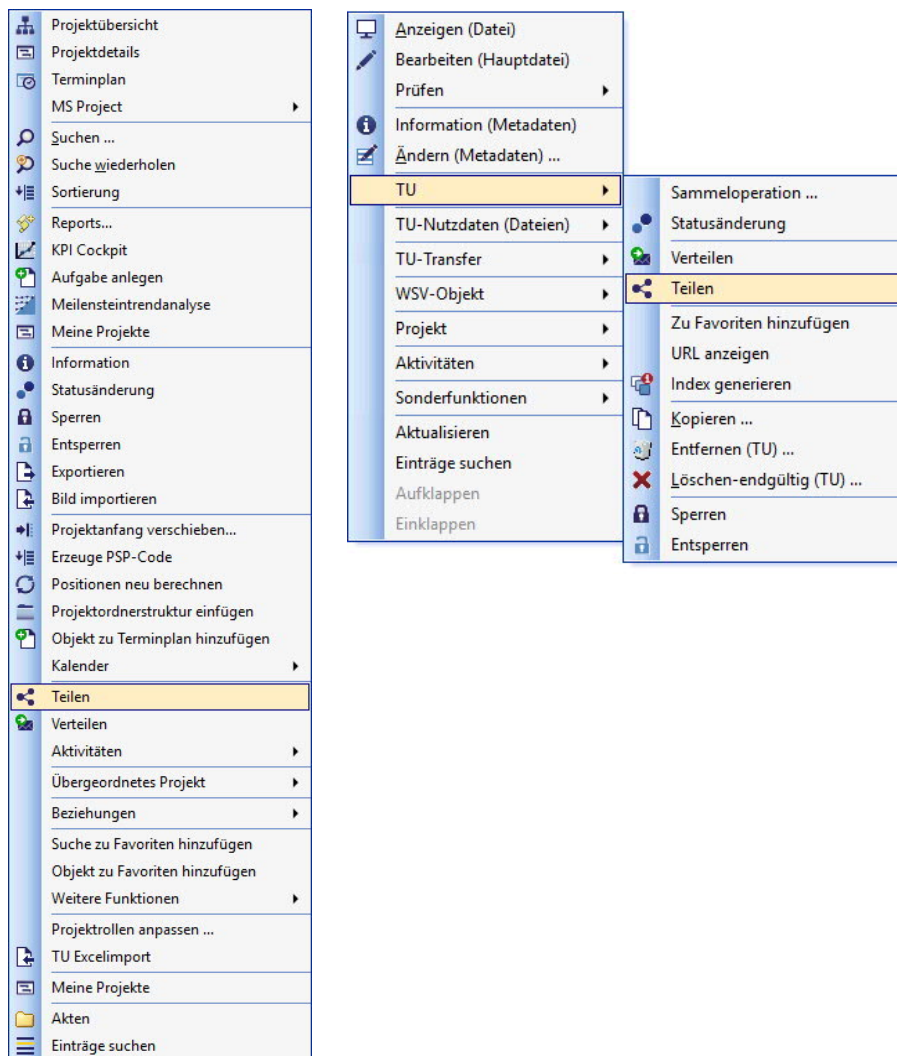 Projektübersicht
Projektdetails
Terminplan
MS Project
Suchen ...
Suche wiederholen
Sortierung
Reports...
KPI Cockpit
Aufgabe anlegen
Meilensteintrendanalyse
Meine Projekte
Information
Statusänderung
Sperren
Entsperren
Exportieren
Bild importieren
Projektanfang verschieben...
Erzeuge PSP-Code
Positionen neu berechnen
Projektordnerstruktur einfügen
Objekt zu Terminplan hinzufügen
Kalender
Teilen
Verteilen
Aktivitäten
Übergeordnetes Projekt
Beziehungen
Suche zu Favoriten hinzufügen
Objekt zu Favoriten hinzufügen
Weitere Funktionen
Projektrollen anpassen ...
TU Excelimport
Meine Projekte
Akten
Einträge suchen
Anzeigen (Datei)
Bearbeiten (Hauptdatei)
Prüfen
Information (Metadaten)
Ändern (Metadaten) ...
TU
TU-Nutzdaten (Dateien)
TU-Transfer
WSV-Objekt
Projekt
Aktivitäten
Sonderfunktionen
Aktualisieren
Einträge suchen
Aufklappen
Einklappen
Sammeloperation ...
Statusänderung
Verteilen
Teilen
Zu Favoriten hinzufügen
URL anzeigen
Index generieren
Kopieren ...
Entfernen (TU) ...
Löschen-endgültig (TU) ...
Sperren
Entsperren